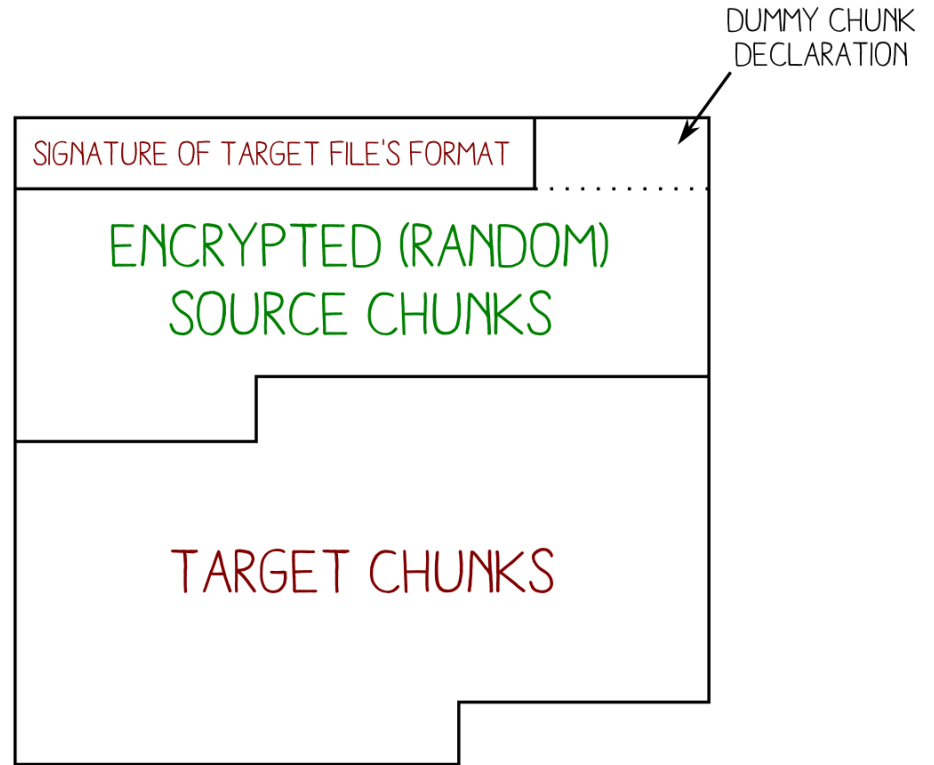 DUMMY CHUNK
DECLARATION
SIGNATURE OF TARGET FILE'S FORMAT
ENCRYPTED (RANDOM)
SOURCE CHUNKS
TARGET CHUNKS